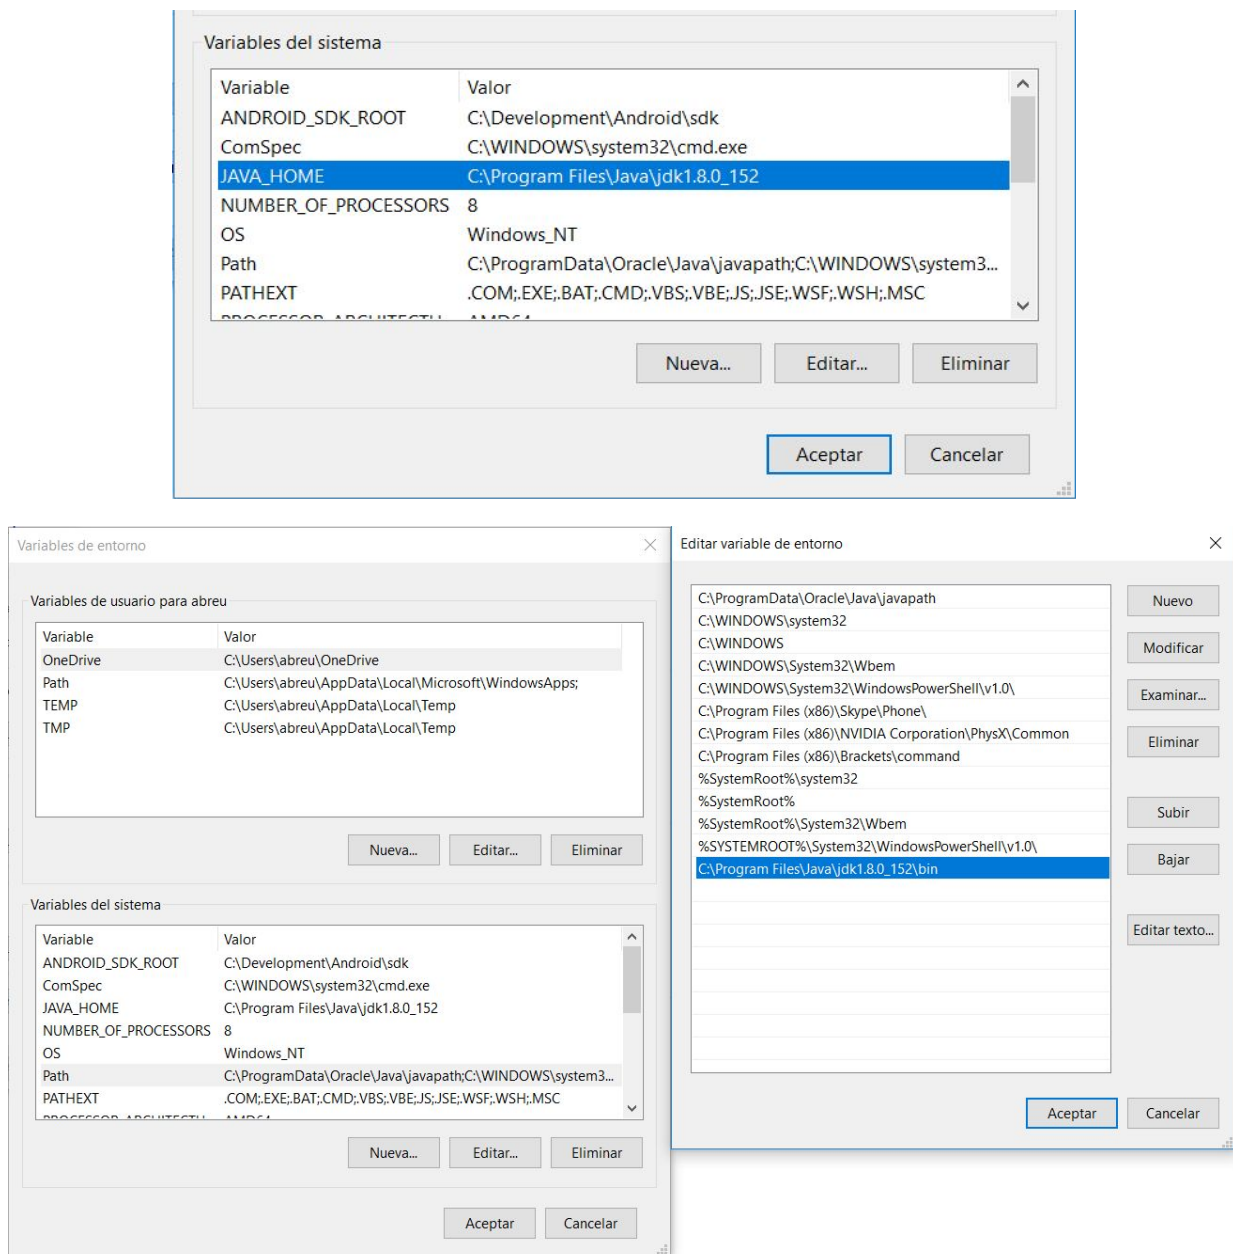 Variables del sistema
Variable Valor
ANDROID_SDK_ROOT C:\Development\Android\sdk
ComSpec C:\WINDOWS\system32\cmd.exe
JAVA_HOME C:\Program Files\Java\jdk1.8.0_152
NUMBER_OF_PROCESSORS 8
OS Windows_NT
Path C:\ProgramData\Oracle\Java\javapath;C:\WINDOWS\system3...
PATHEXT .COM;.EXE;.BAT;.CMD;.VBS;.VBE;.JS;.JSE;.WSF;.WSH;.MSC
Nueva... Editar... Eliminar
Aceptar Cancelar
Variables de entorno
Variables de usuario para abreu
Variable Valor
OneDrive C:\Users\abreu\OneDrive
Path C:\Users\abreu\AppData\Local\Microsoft\WindowsApps;
TEMP C:\Users\abreu\AppData\Local\Temp
TMP C:\Users\abreu\AppData\Local\Temp
Nueva... Editar... Eliminar
Variables del sistema
Variable Valor
ANDROID_SDK_ROOT C:\Development\Android\sdk
ComSpec C:\WINDOWS\system32\cmd.exe
JAVA_HOME C:\Program Files\Java\jdk1.8.0_152
NUMBER_OF_PROCESSORS 8
OS Windows_NT
Path C:\ProgramData\Oracle\Java\javapath;C:\WINDOWS\system3...
PATHEXT .COM;.EXE;.BAT;.CMD;.VBS;.VBE;.JS;.JSE;.WSF;.WSH;.MSC
Nueva... Editar... Eliminar
Aceptar Cancelar
Editar variable de entorno
C:\ProgramData\Oracle\Java\javapath
C:\WINDOWS\system32
C:\WINDOWS
C:\WINDOWS\System32\Wbem
C:\WINDOWS\System32\WindowsPowerShell\v1.0\
C:\Program Files (x86)\Skype\Phone\
C:\Program Files (x86)\NVIDIA Corporation\PhysX\Common
C:\Program Files (x86)\Brackets\command
%SystemRoot%\system32
%SystemRoot%
%SystemRoot%\System32\Wbem
%SYSTEMROOT%\System32\WindowsPowerShell\v1.0\
C:\Program Files\Java\jdk1.8.0_152\bin
Nuevo
Modificar
Examinar...
Eliminar
Subir
Bajar
Editar texto...
Aceptar Cancelar